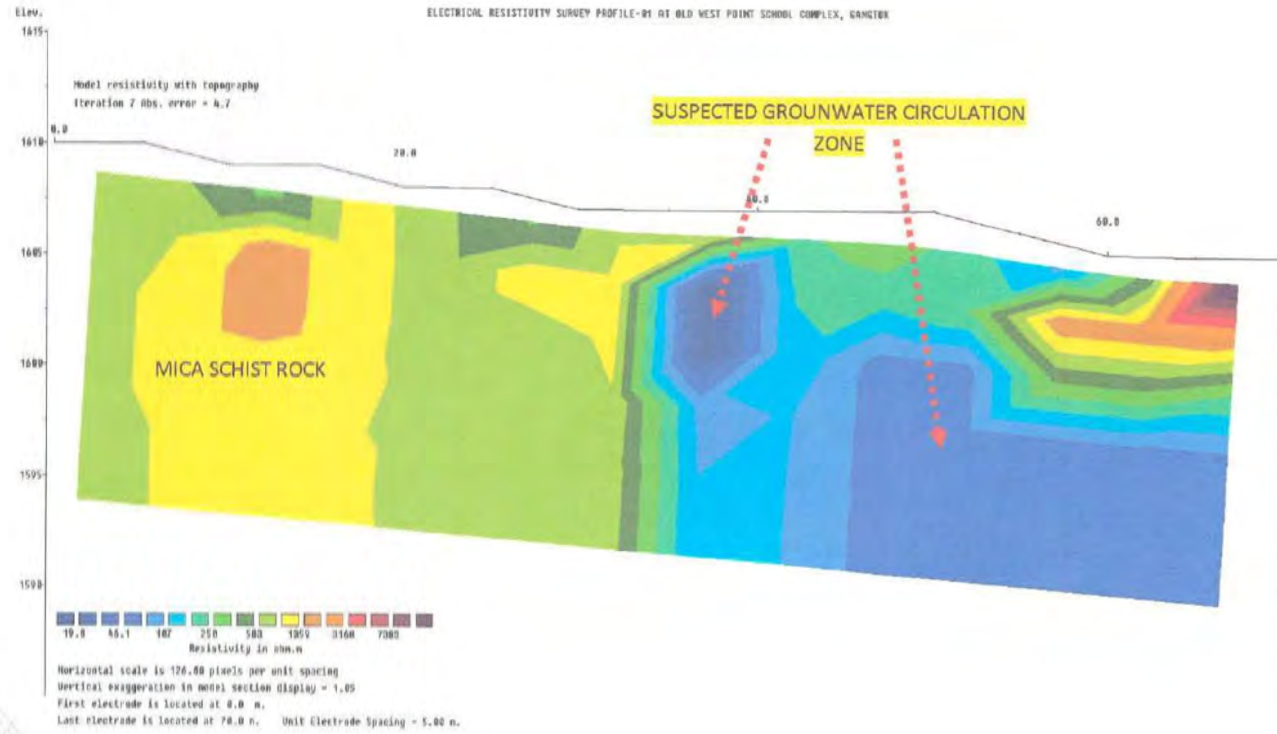 ELECTRICAL RESISTIVITY SURVEY PROFILE-01 AT OLD WEST POINT SCHOOL COMPLEX, GANGTOK
Elev.
1615
Model resistivity with topography
Iteration 7 Abs. error = 4.7
SUSPECTED GROUNWATER CIRCULATION
ZONE
0.0
1610
20.0
40.0
60.0
1605
1600
MICA SCHIST ROCK
1595
1590
19.8 46.1 107 250 583 1359 3168 7383
Resistivity in ohm.m
Horizontal scale is 126.00 pixels per unit spacing
Vertical exaggeration in model section display = 1.05
First electrode is located at 0.0 m.
Last electrode is located at 70.0 m. Unit Electrode Spacing = 5.00 m.